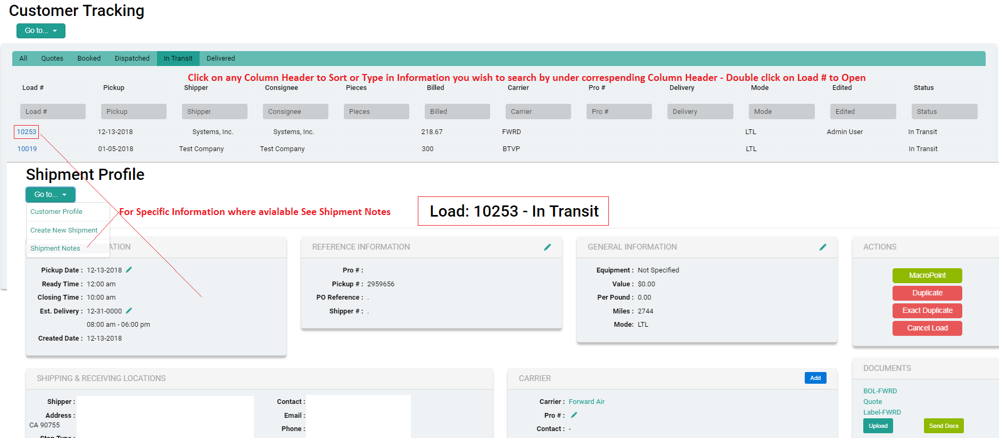 Customer Tracking
Go to...
All Quotes Booked Dispatched In Transit Delivered
Click on any Column Header to Sort or Type in Information you wish to search by under correspending Column Header - Double click on Load # to Open
Load # Pickup Shipper Consignee Pieces Billed Carrier Pro # Delivery Mode Edited Status
Load # Pickup Shipper Consignee Pieces Billed Carrier Pro # Delivery Mode Edited Status
10253 12-13-2018 Systems, Inc. Systems, Inc. 218.67 FWRD LTL Admin User In Transit
10019 01-05-2018 Test Company Test Company 300 BTVP LTL In Transit
Shipment Profile
Go to...
Customer Profile
Create New Shipment
Shipment Notes
For Specific Information where avialable See Shipment Notes
Load: 10253 - In Transit
ATION
Pickup Date : 12-13-2018
Ready Time : 12:00 am
Closing Time : 10:00 am
Est. Delivery : 12-31-0000
08:00 am - 06:00 pm
Created Date : 12-13-2018
REFERENCE INFORMATION
Pro # :
Pickup # : 2959656
PO Reference : .
Shipper # : .
GENERAL INFORMATION
Equipment : Not Specified
Value : $0.00
Per Pound : 0.00
Miles : 2744
Mode: LTL
ACTIONS
MacroPoint
Duplicate
Exact Duplicate
Cancel Load
SHIPPING & RECEIVING LOCATIONS
Shipper :
Address :
CA 90755
Stop Type :
Contact :
Email :
Phone :
CARRIER
Add
Carrier : Forward Air
Pro # :
Contact : -
DOCUMENTS
BOL-FWRD
Quote
Label-FWRD
Upload Send Docs